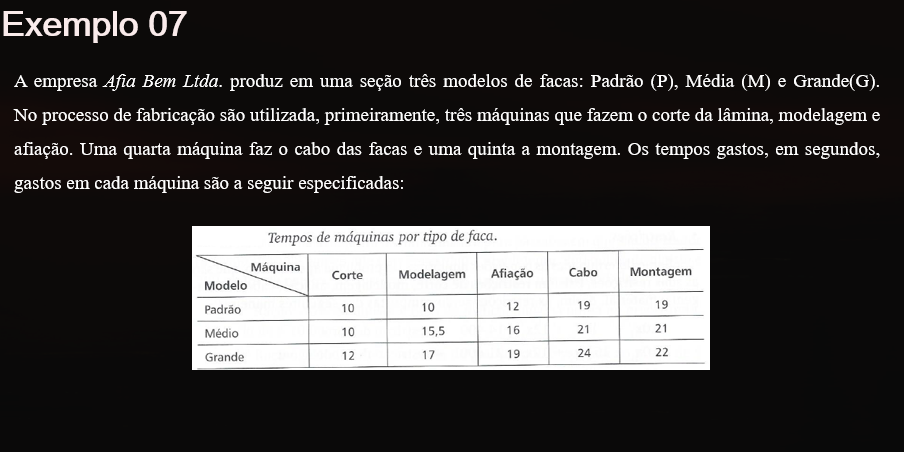 Exemplo 07
A empresa Afia Bem Ltda. produz em uma seção três modelos de facas: Padrão (P), Média (M) e Grande(G).
No processo de fabricação são utilizada, primeiramente, três máquinas que fazem o corte da lâmina, modelagem e
afiação. Uma quarta máquina faz o cabo das facas e uma quinta a montagem. Os tempos gastos, em segundos,
gastos em cada máquina são a seguir especificadas:
Tempos de máquinas por tipo de faca.
Máquina Corte Modelagem Afiação Cabo Montagem
Modelo
Padrão 10 10 12 19 19
Médio 10 15,5 16 21 21
Grande 12 17 19 24 22